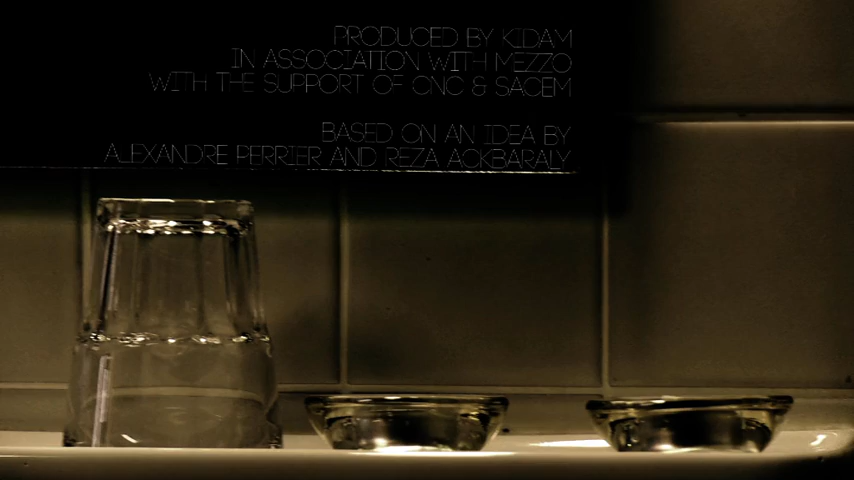 PRODUCED BY KIDAM
IN ASSOCIATION WITH MEZZO
WITH THE SUPPORT OF CNC & SACEM
BASED ON AN IDEA BY
ALEXANDRE PERRIER AND REZA ACKBARALY